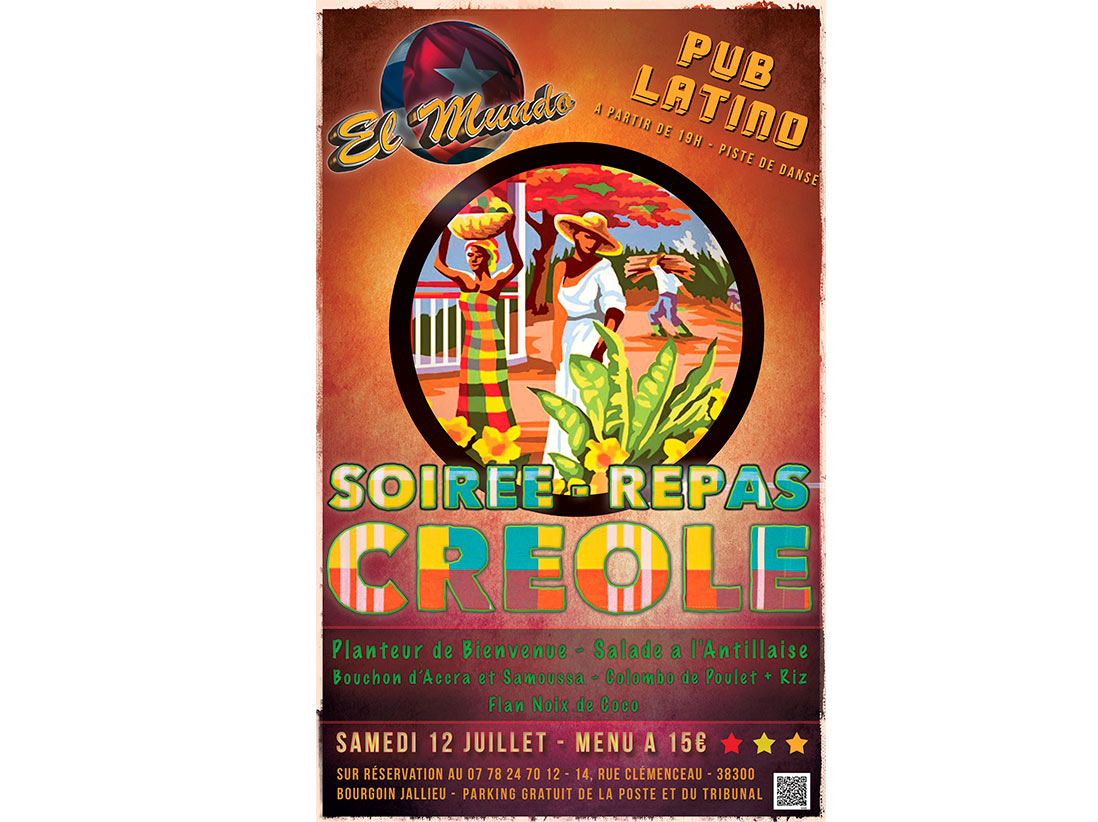 El Mundo
PUB
LATINO
A PARTIR DE 19H - PISTE DE DANSE
SOIREE - REPAS
CREOLE
Planteur de Bienvenue - Salade a l'Antillaise
Bouchon d'Accra et Samoussa - Colombo de Poulet + Riz
Flan Noix de Coco
SAMEDI 12 JUILLET - MENU A 15€
SUR RÉSERVATION AU 07 78 24 70 12 - 14, RUE CLÉMENCEAU - 38300
BOURGOIN JALLIEU - PARKING GRATUIT DE LA POSTE ET DU TRIBUNAL